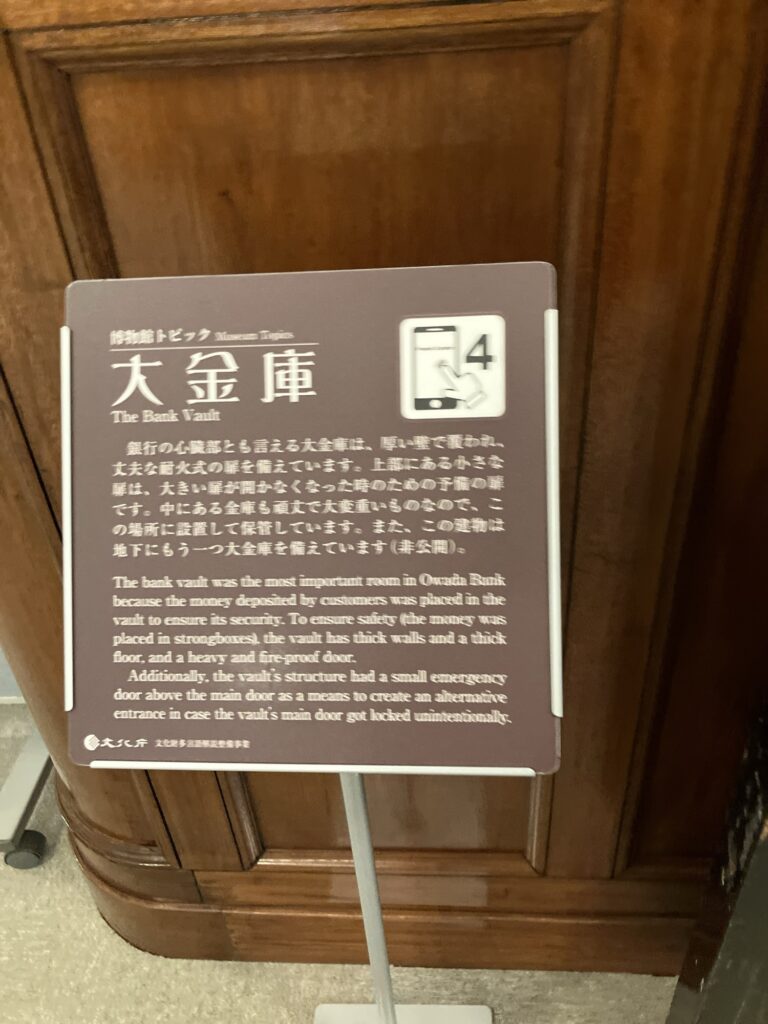 博物館トピック Museum Topics
大金庫
The Bank Vault
4
銀行の心臓部とも言える大金庫は、厚い壁で覆われ、
丈夫な耐火式の扉を備えています。上部にある小さな
扉は、大きい扉が開かなくなった時のための予備の扉
です。中にある金庫も頑丈で大変重いものなので、こ
の場所に設置して保管しています。また、この建物は
地下にもう一つ大金庫を備えています(非公開)。
The bank vault was the most important room in Owada Bank
because the money deposited by customers was placed in the
vault to ensure its security. To ensure safety (the money was
placed in strongboxes), the vault has thick walls and a thick
floor, and a heavy and fire-proof door.
Additionally, the vault's structure had a small emergency
door above the main door as a means to create an alternative
entrance in case the vault's main door got locked unintentionally.
文化庁 文化財多言語解説整備事業